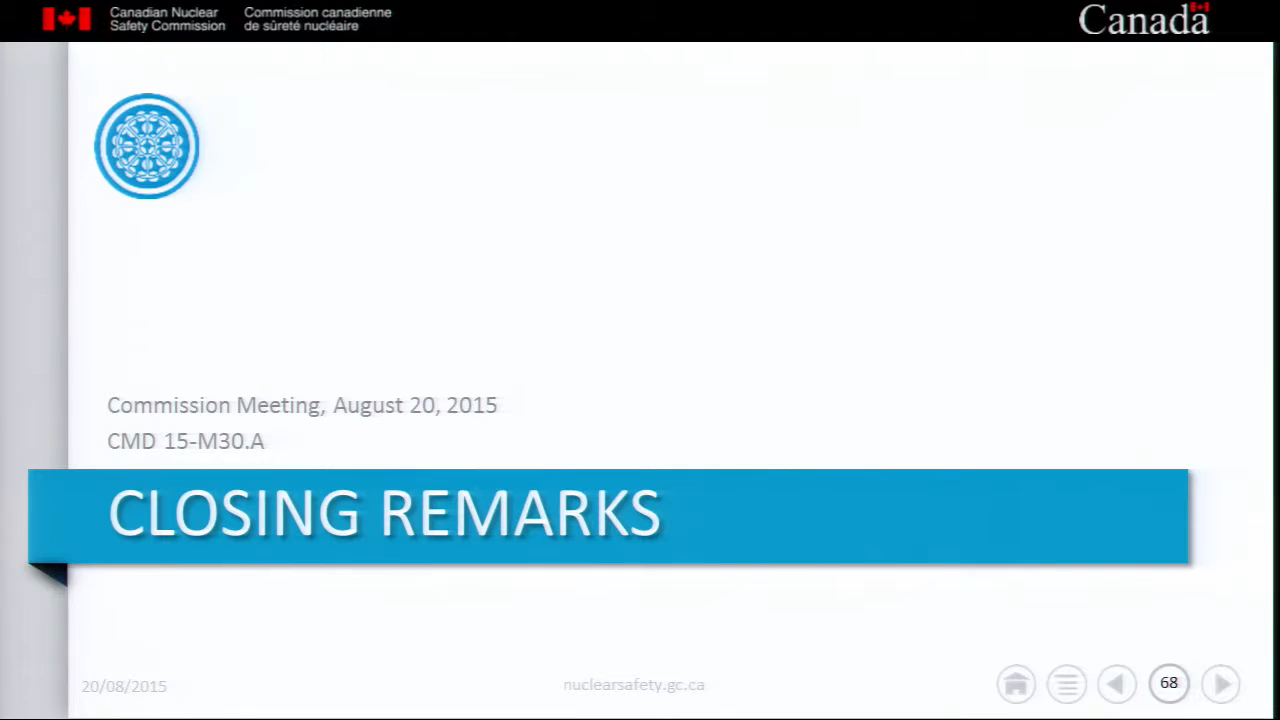 Canadian Nuclear
Safety Commission
Commission canadienne
de sûreté nucléaire
Canada
Commission Meeting, August 20, 2015
CMD 15-M30.A
CLOSING REMARKS
20/08/2015
nuclearsafety.gc.ca
68